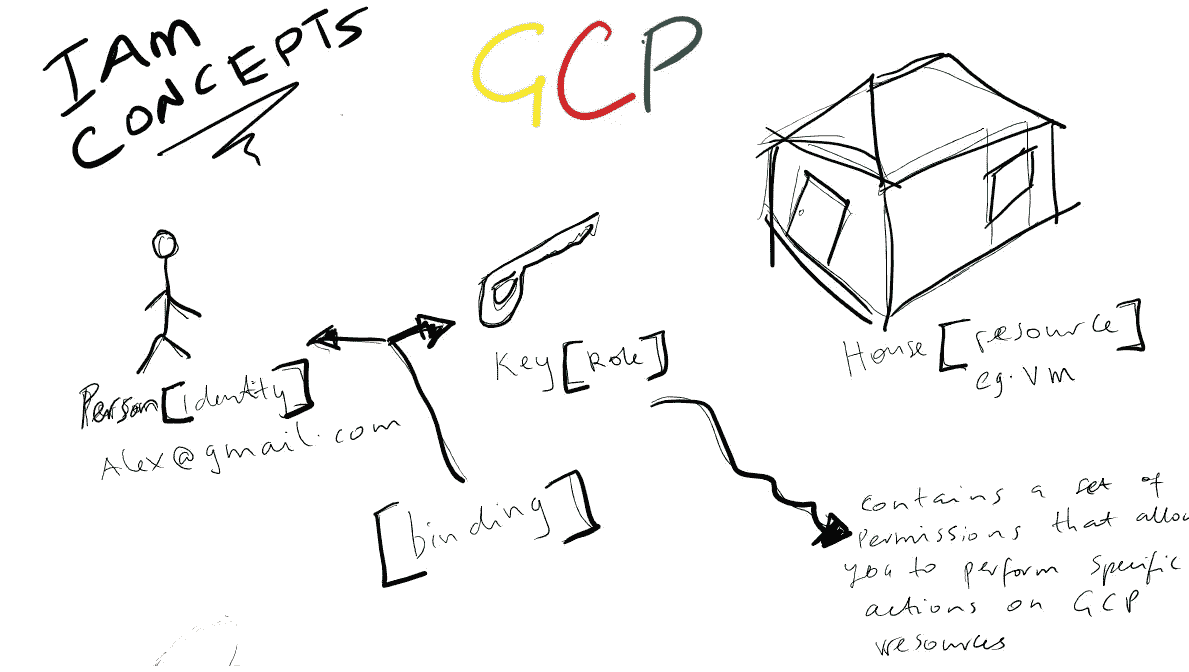 IAM
CONCEPTS
GCP
Person [identity]
Alex@gmail.com
Key [Role]
House [resource]
eg. VM
[binding]
contains a set of
permissions that allow
you to perform specific
actions on GCP
resources